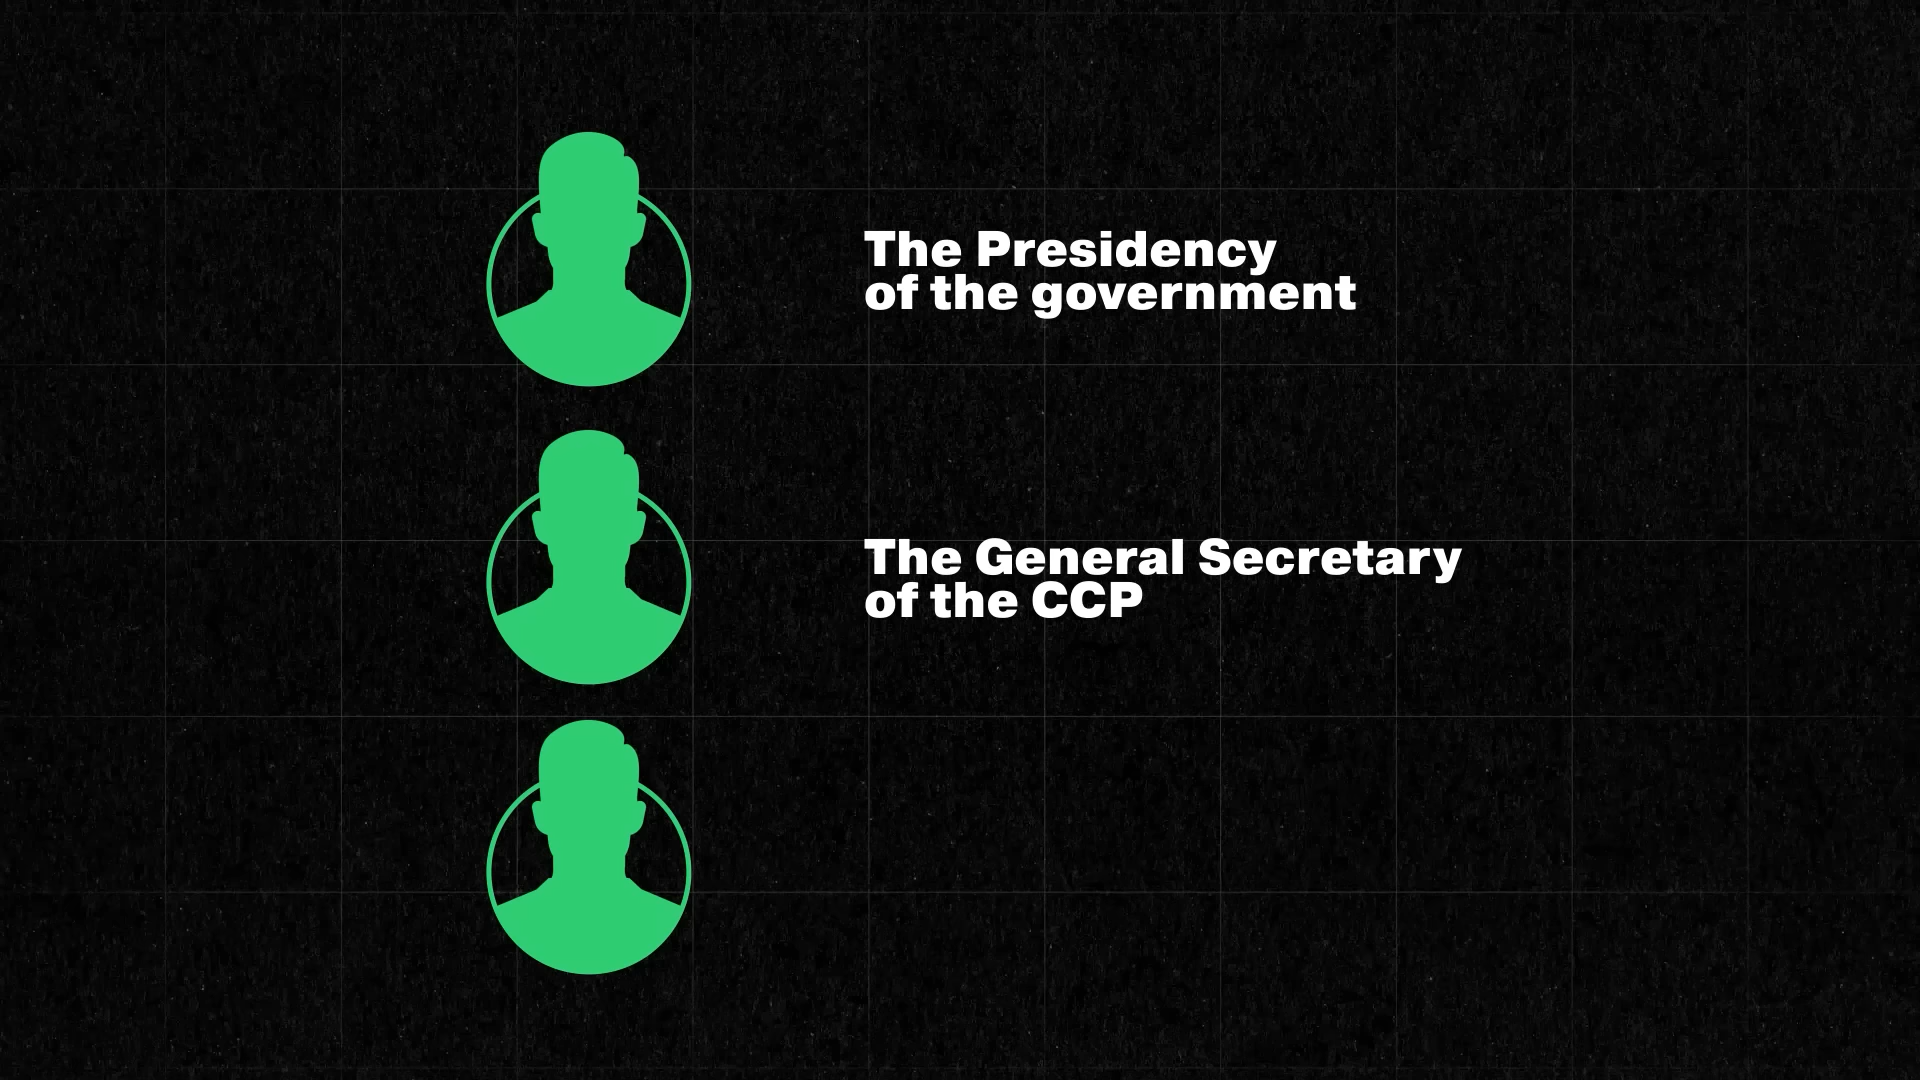 The Presidency
of the government
The General Secretary
of the CCP